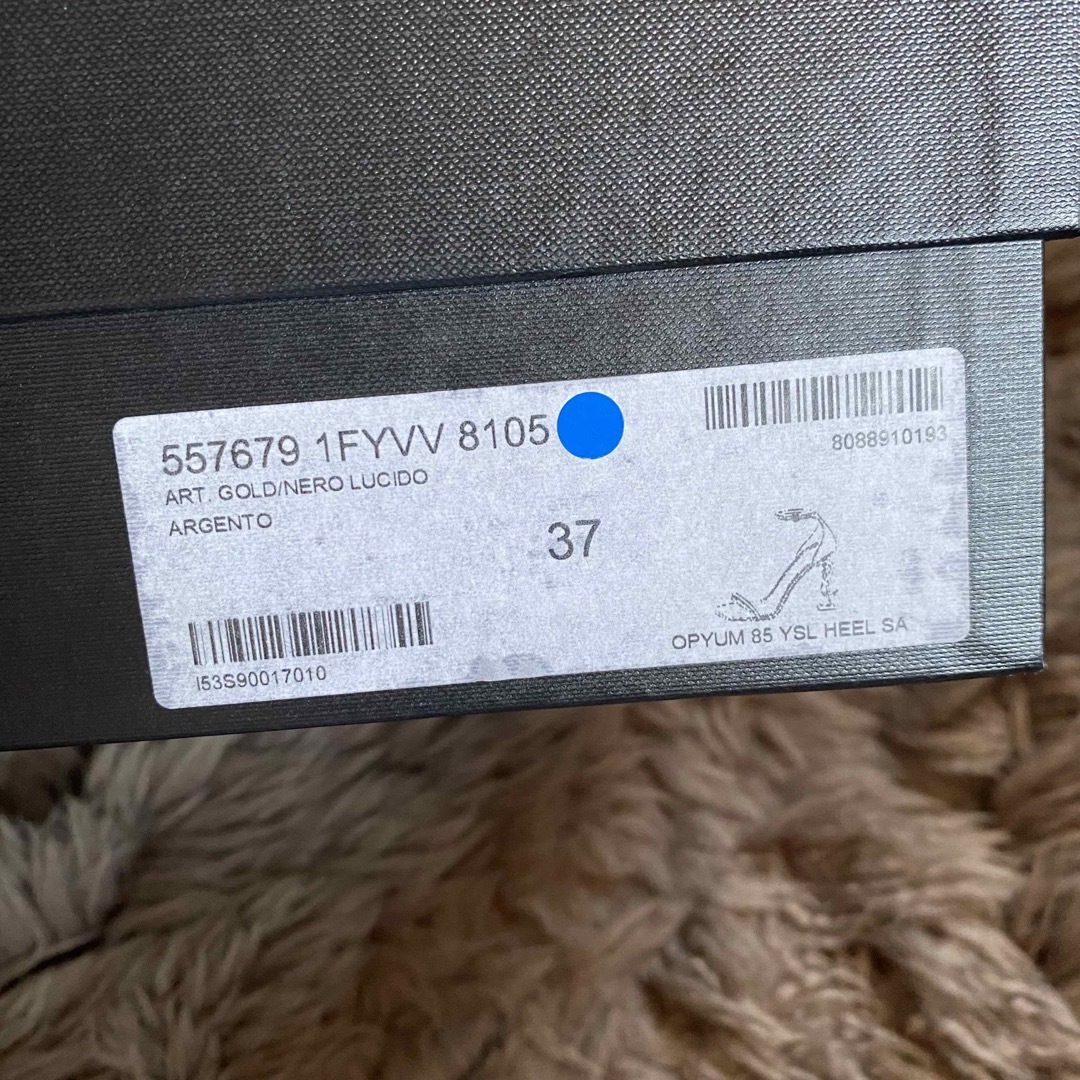 557679 1FYVV 8105
ART. GOLD/NERO LUCIDO
ARGENTO
8088910193
37
I53S90017010
OPYUM 85 YSL HEEL SA